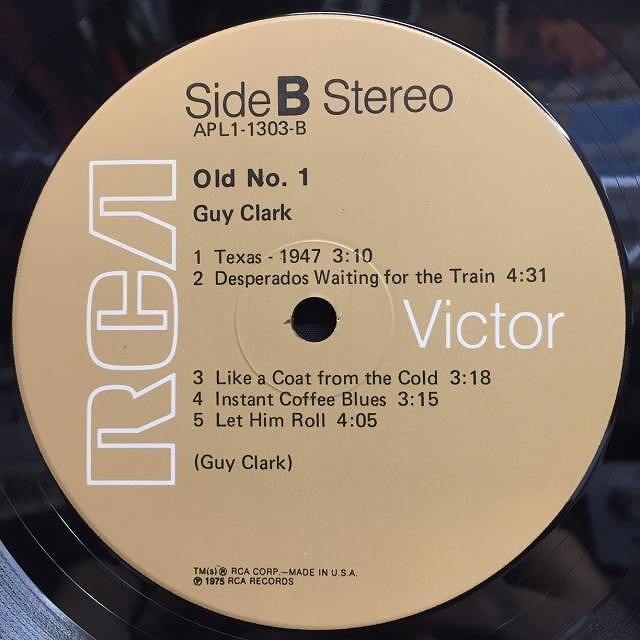 Side B Stereo
APL1-1303-B
Old No. 1
Guy Clark
1 Texas - 1947 3:10
2 Desperados Waiting for the Train 4:31
RCA
Victor
3 Like a Coat from the Cold 3:18
4 Instant Coffee Blues 3:15
5 Let Him Roll 4:05
(Guy Clark)
TM(s)® RCA CORP.—MADE IN U.S.A.
℗ 1975 RCA RECORDS